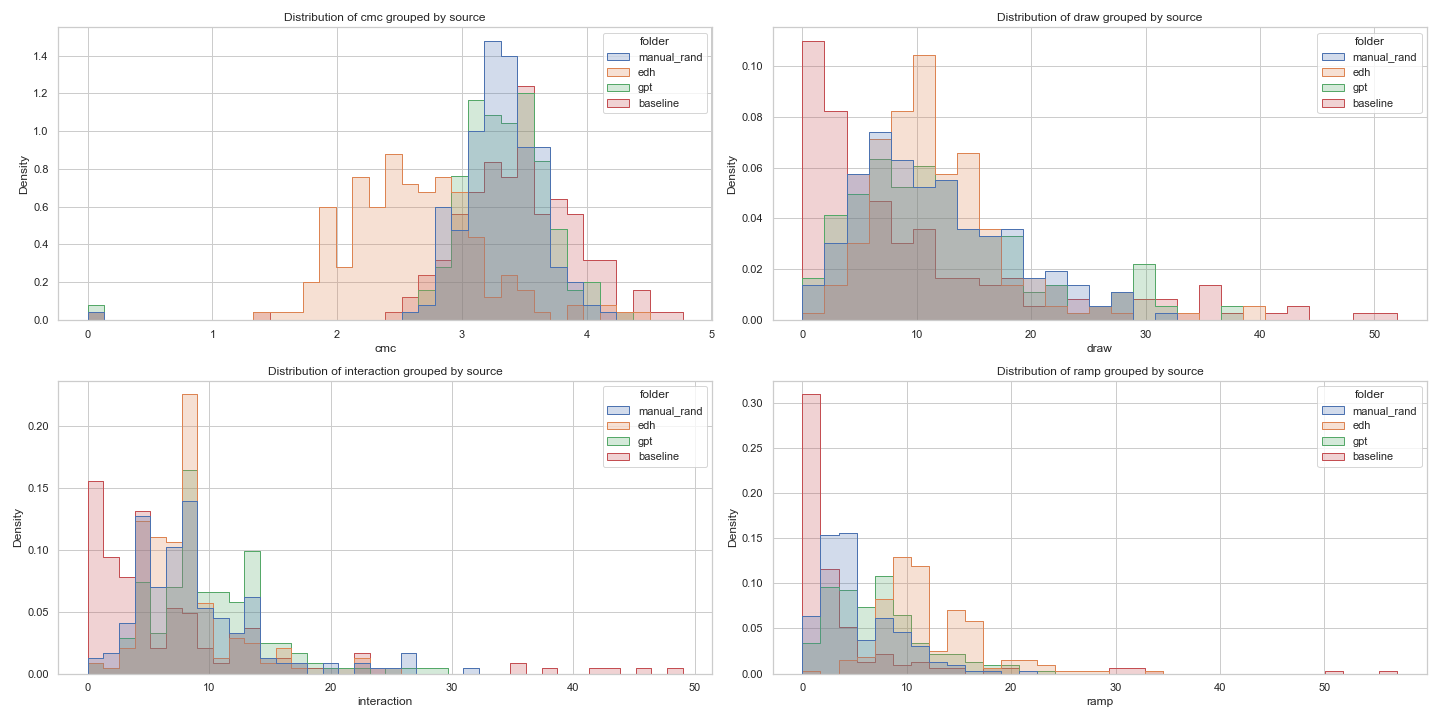 Distribution of cmc grouped by source
1.4
1.2
1.0
0.8
0.6
0.4
0.2
0.0
Density
0
1
2
3
4
5
cmc
folder
manual_rand
edh
gpt
baseline
Distribution of draw grouped by source
0.10
0.08
0.06
0.04
0.02
0.00
Density
0
10
20
30
40
50
draw
folder
manual_rand
edh
gpt
baseline
Distribution of interaction grouped by source
0.20
0.15
0.10
0.05
0.00
Density
0
10
20
30
40
50
interaction
folder
manual_rand
edh
gpt
baseline
Distribution of ramp grouped by source
0.30
0.25
0.20
0.15
0.10
0.05
0.00
Density
0
10
20
30
40
50
ramp
folder
manual_rand
edh
gpt
baseline